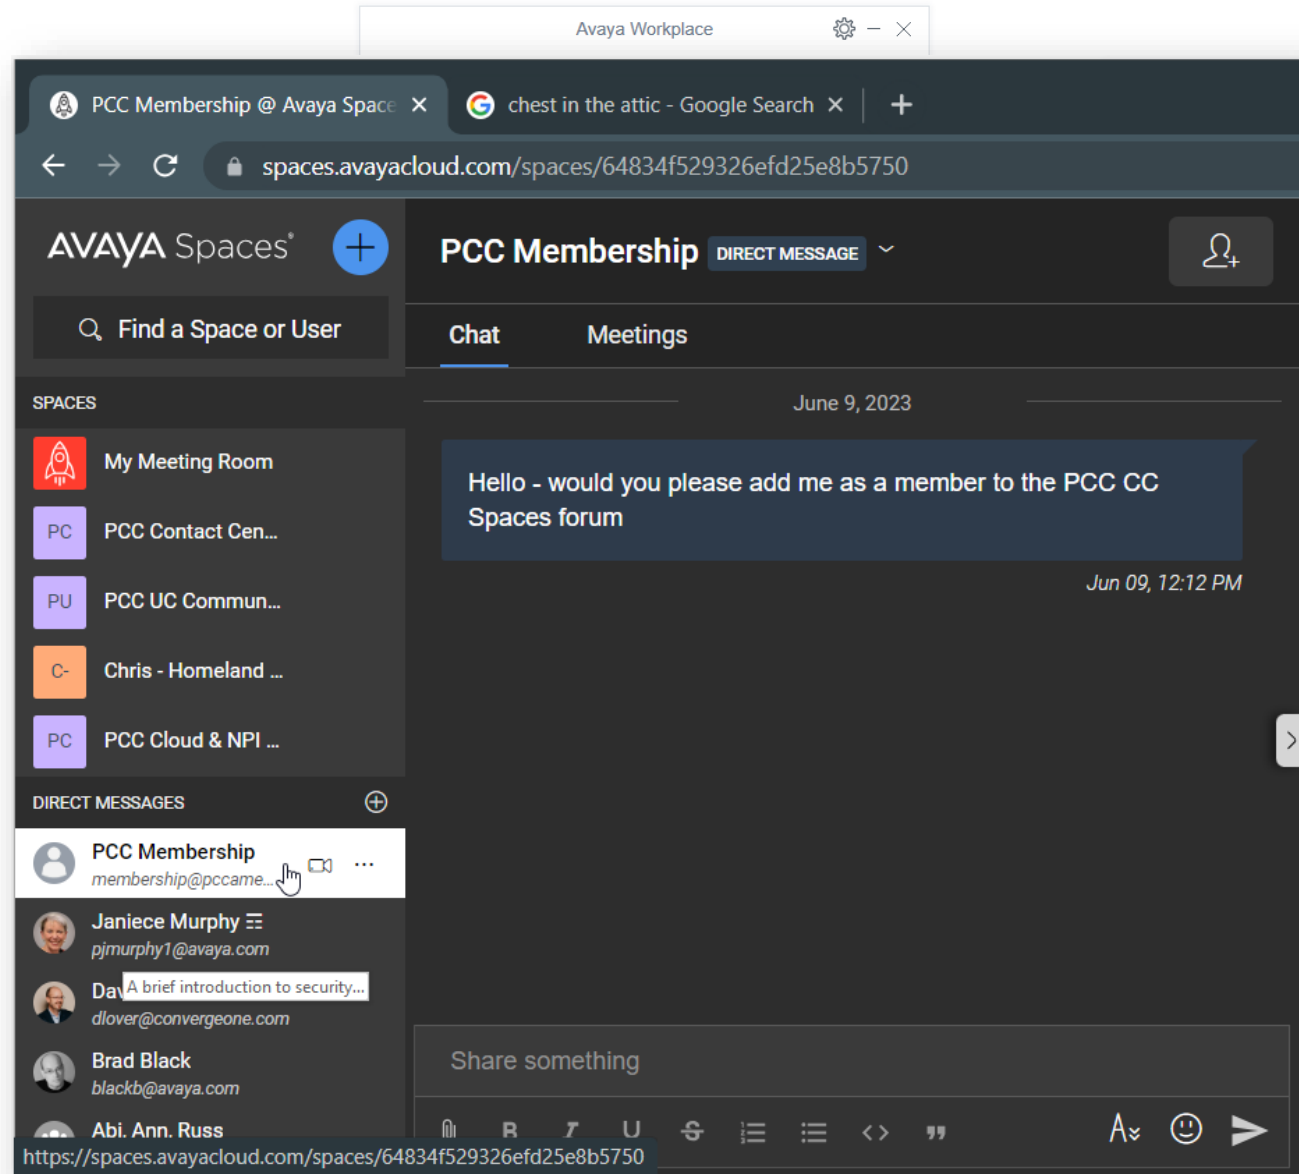 Avaya Workplace
PCC Membership @ Avaya Space
chest in the attic - Google Search
spaces.avayacloud.com/spaces/64834f529326efd25e8b5750
AVAYA Spaces
Find a Space or User
SPACES
My Meeting Room
PC
PCC Contact Cen...
PU
PCC UC Commun...
C-
Chris - Homeland ...
PC
PCC Cloud & NPI ...
DIRECT MESSAGES
PCC Membership
membership@pccame...
Janiece Murphy
pjmurphy1@avaya.com
A brief introduction to security...
dlover@convergeone.com
Brad Black
blackb@avaya.com
Abi, Ann, Russ
https://spaces.avayacloud.com/spaces/64834f529326efd25e8b5750
PCC Membership DIRECT MESSAGE
Chat Meetings
June 9, 2023
Hello - would you please add me as a member to the PCC CC
Spaces forum
Jun 09, 12:12 PM
Share something
B I U S